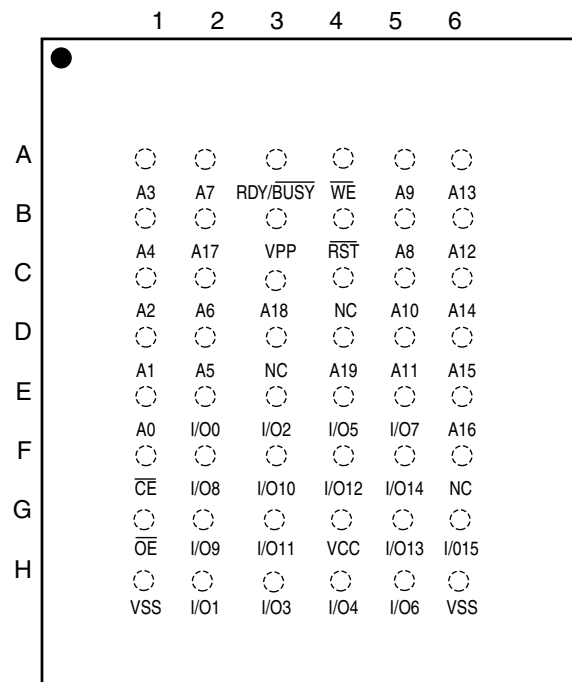 1 2 3 4 5 6
A
A3 A7 RDY/BUSY WE A9 A13
B
A4 A17 VPP RST A8 A12
C
A2 A6 A18 NC A10 A14
D
A1 A5 NC A19 A11 A15
E
A0 I/O0 I/O2 I/O5 I/O7 A16
F
CE I/O8 I/O10 I/O12 I/O14 NC
G
OE I/O9 I/O11 VCC I/O13 I/015
H
VSS I/O1 I/O3 I/O4 I/O6 VSS